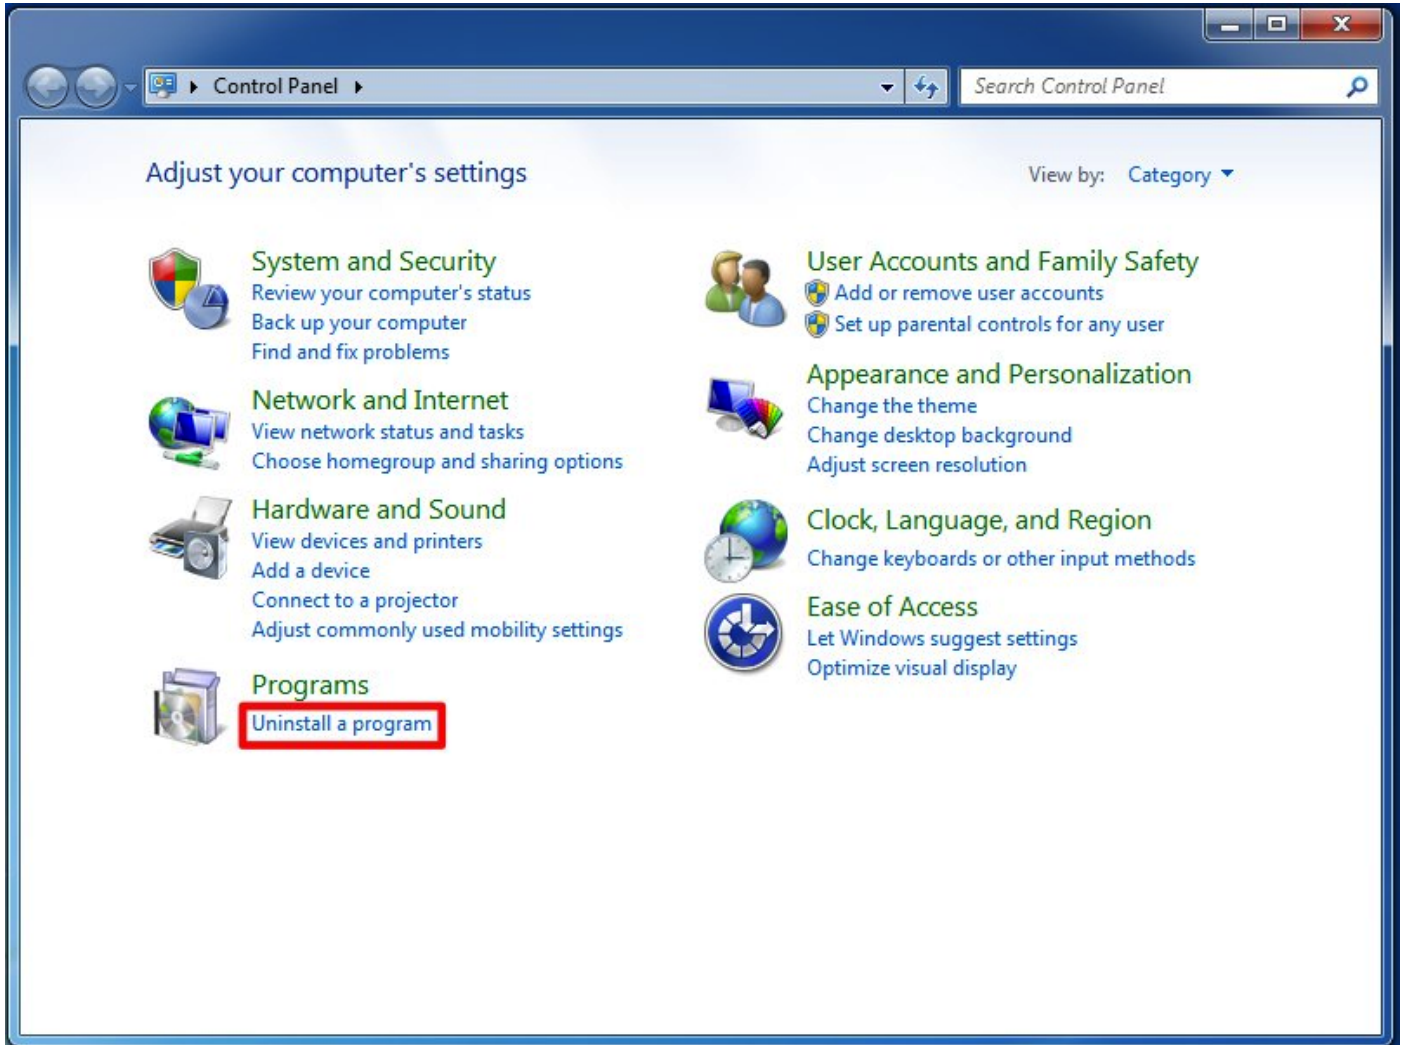 Control Panel
Search Control Panel
Adjust your computer's settings
View by: Category
System and Security
Review your computer's status
Back up your computer
Find and fix problems
Network and Internet
View network status and tasks
Choose homegroup and sharing options
Hardware and Sound
View devices and printers
Add a device
Connect to a projector
Adjust commonly used mobility settings
Programs
Uninstall a program
User Accounts and Family Safety
Add or remove user accounts
Set up parental controls for any user
Appearance and Personalization
Change the theme
Change desktop background
Adjust screen resolution
Clock, Language, and Region
Change keyboards or other input methods
Ease of Access
Let Windows suggest settings
Optimize visual display